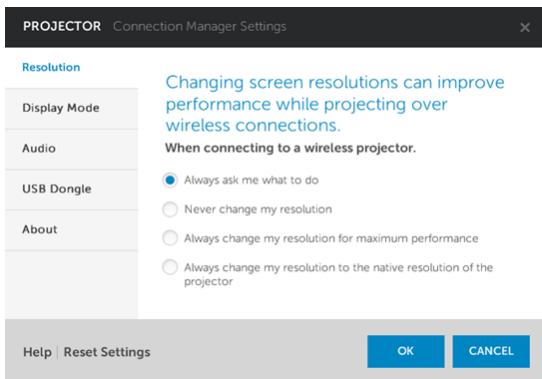 PROJECTOR Connection Manager Settings ×
Resolution
Display Mode
Audio
USB Dongle
About
Changing screen resolutions can improve
performance while projecting over
wireless connections.
When connecting to a wireless projector.
Always ask me what to do
Never change my resolution
Always change my resolution for maximum performance
Always change my resolution to the native resolution of the
projector
Help | Reset Settings
OK
CANCEL